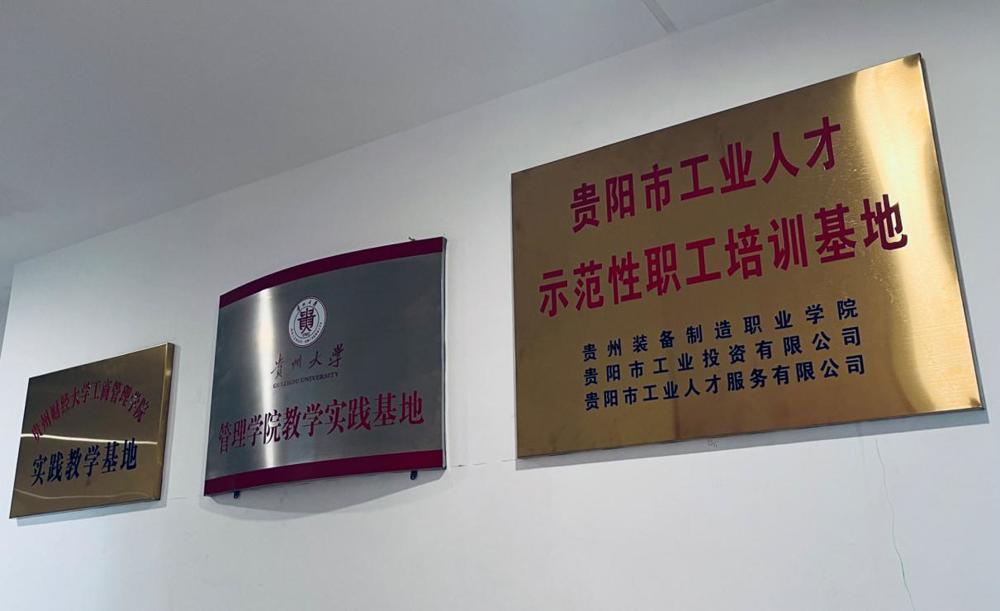 贵州财经大学工商管理学院
实践教学基地
貴
貴州大学
GUIZHOU UNIVERSITY
管理学院教学实践基地
贵阳市工业人才
示范性职工培训基地
贵州装备制造职业学院
贵阳市工业投资有限公司
贵阳市工业人才服务有限公司